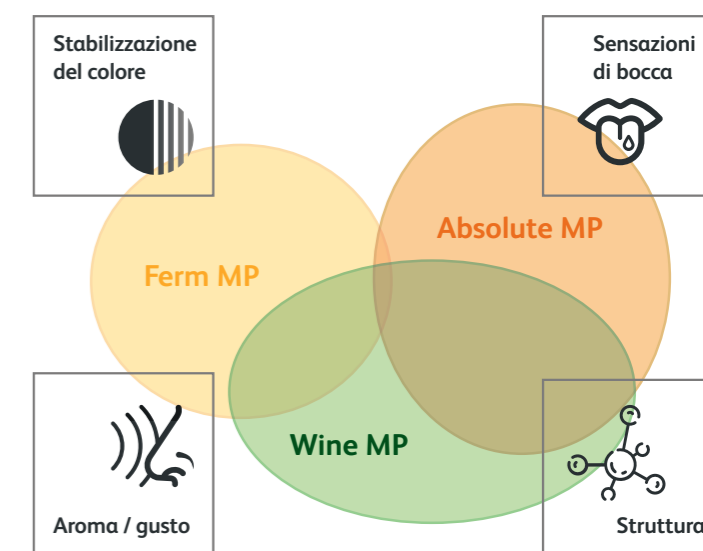 Stabilizzazione
del colore
Sensazioni
di bocca
Absolute MP
Ferm MP
Wine MP
Aroma / gusto
Struttura